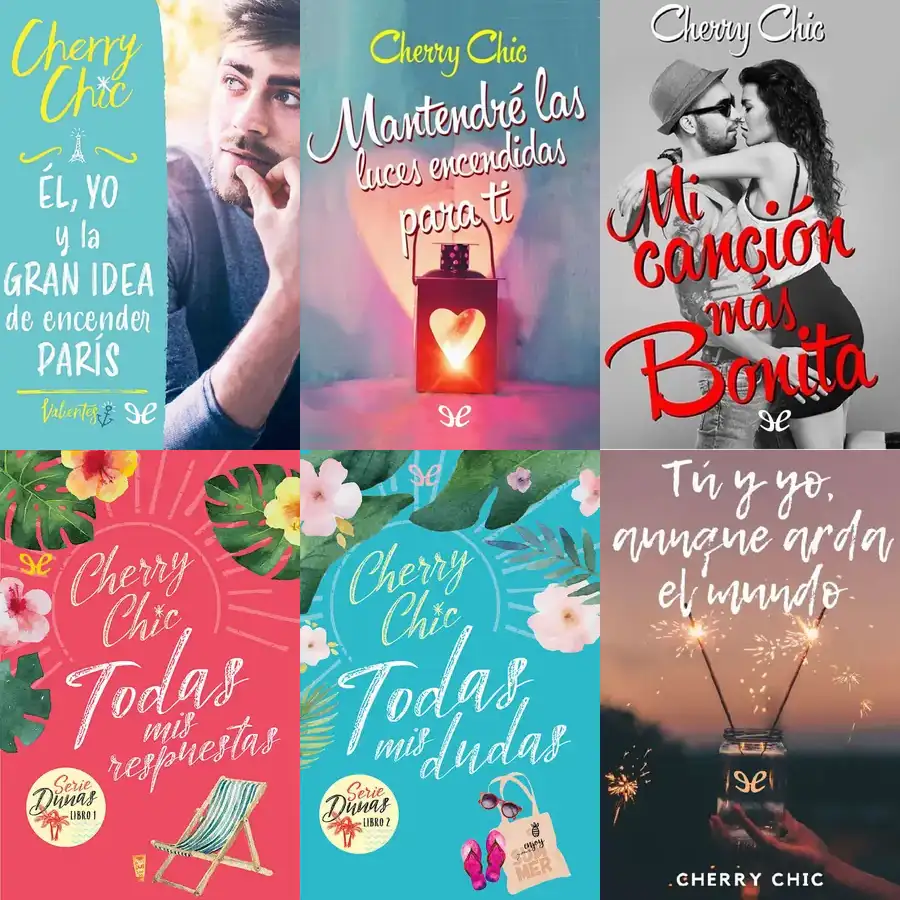 Cherry
Chic
ÉL, YO
y la
GRAN IDEA
de encender
PARÍS
Valientes
Cherry Chic
Mantendré las
luces encendidas
para ti
Cherry Chic
Mi
canción
más
Bonita
Cherry
Chic
Todas
mis
respuestas
Serie
Dunas
LIBRO 1
Cherry
Chic
Todas
mis dudas
Serie
Dunas
LIBRO 2
enjoy
SUMMER
Tú y yo,
aunque arda
el mundo
CHERRY CHIC